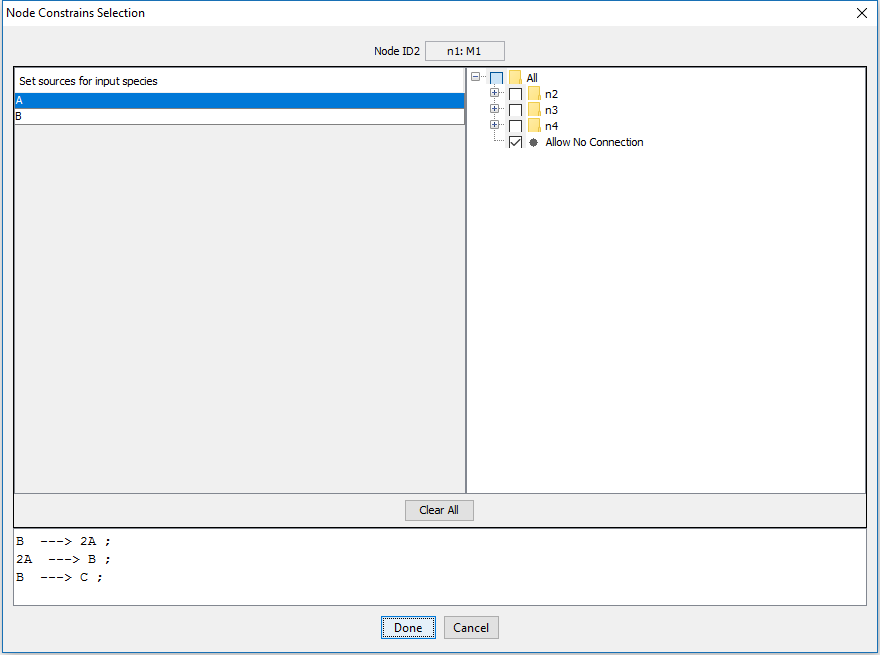 Node Constrains Selection
Node ID2 n1: M1
Set sources for input species
A
B
All
n2
n3
n4
Allow No Connection
Clear All
B ---> 2A ;
2A ---> B ;
B ---> C ;
Done Cancel